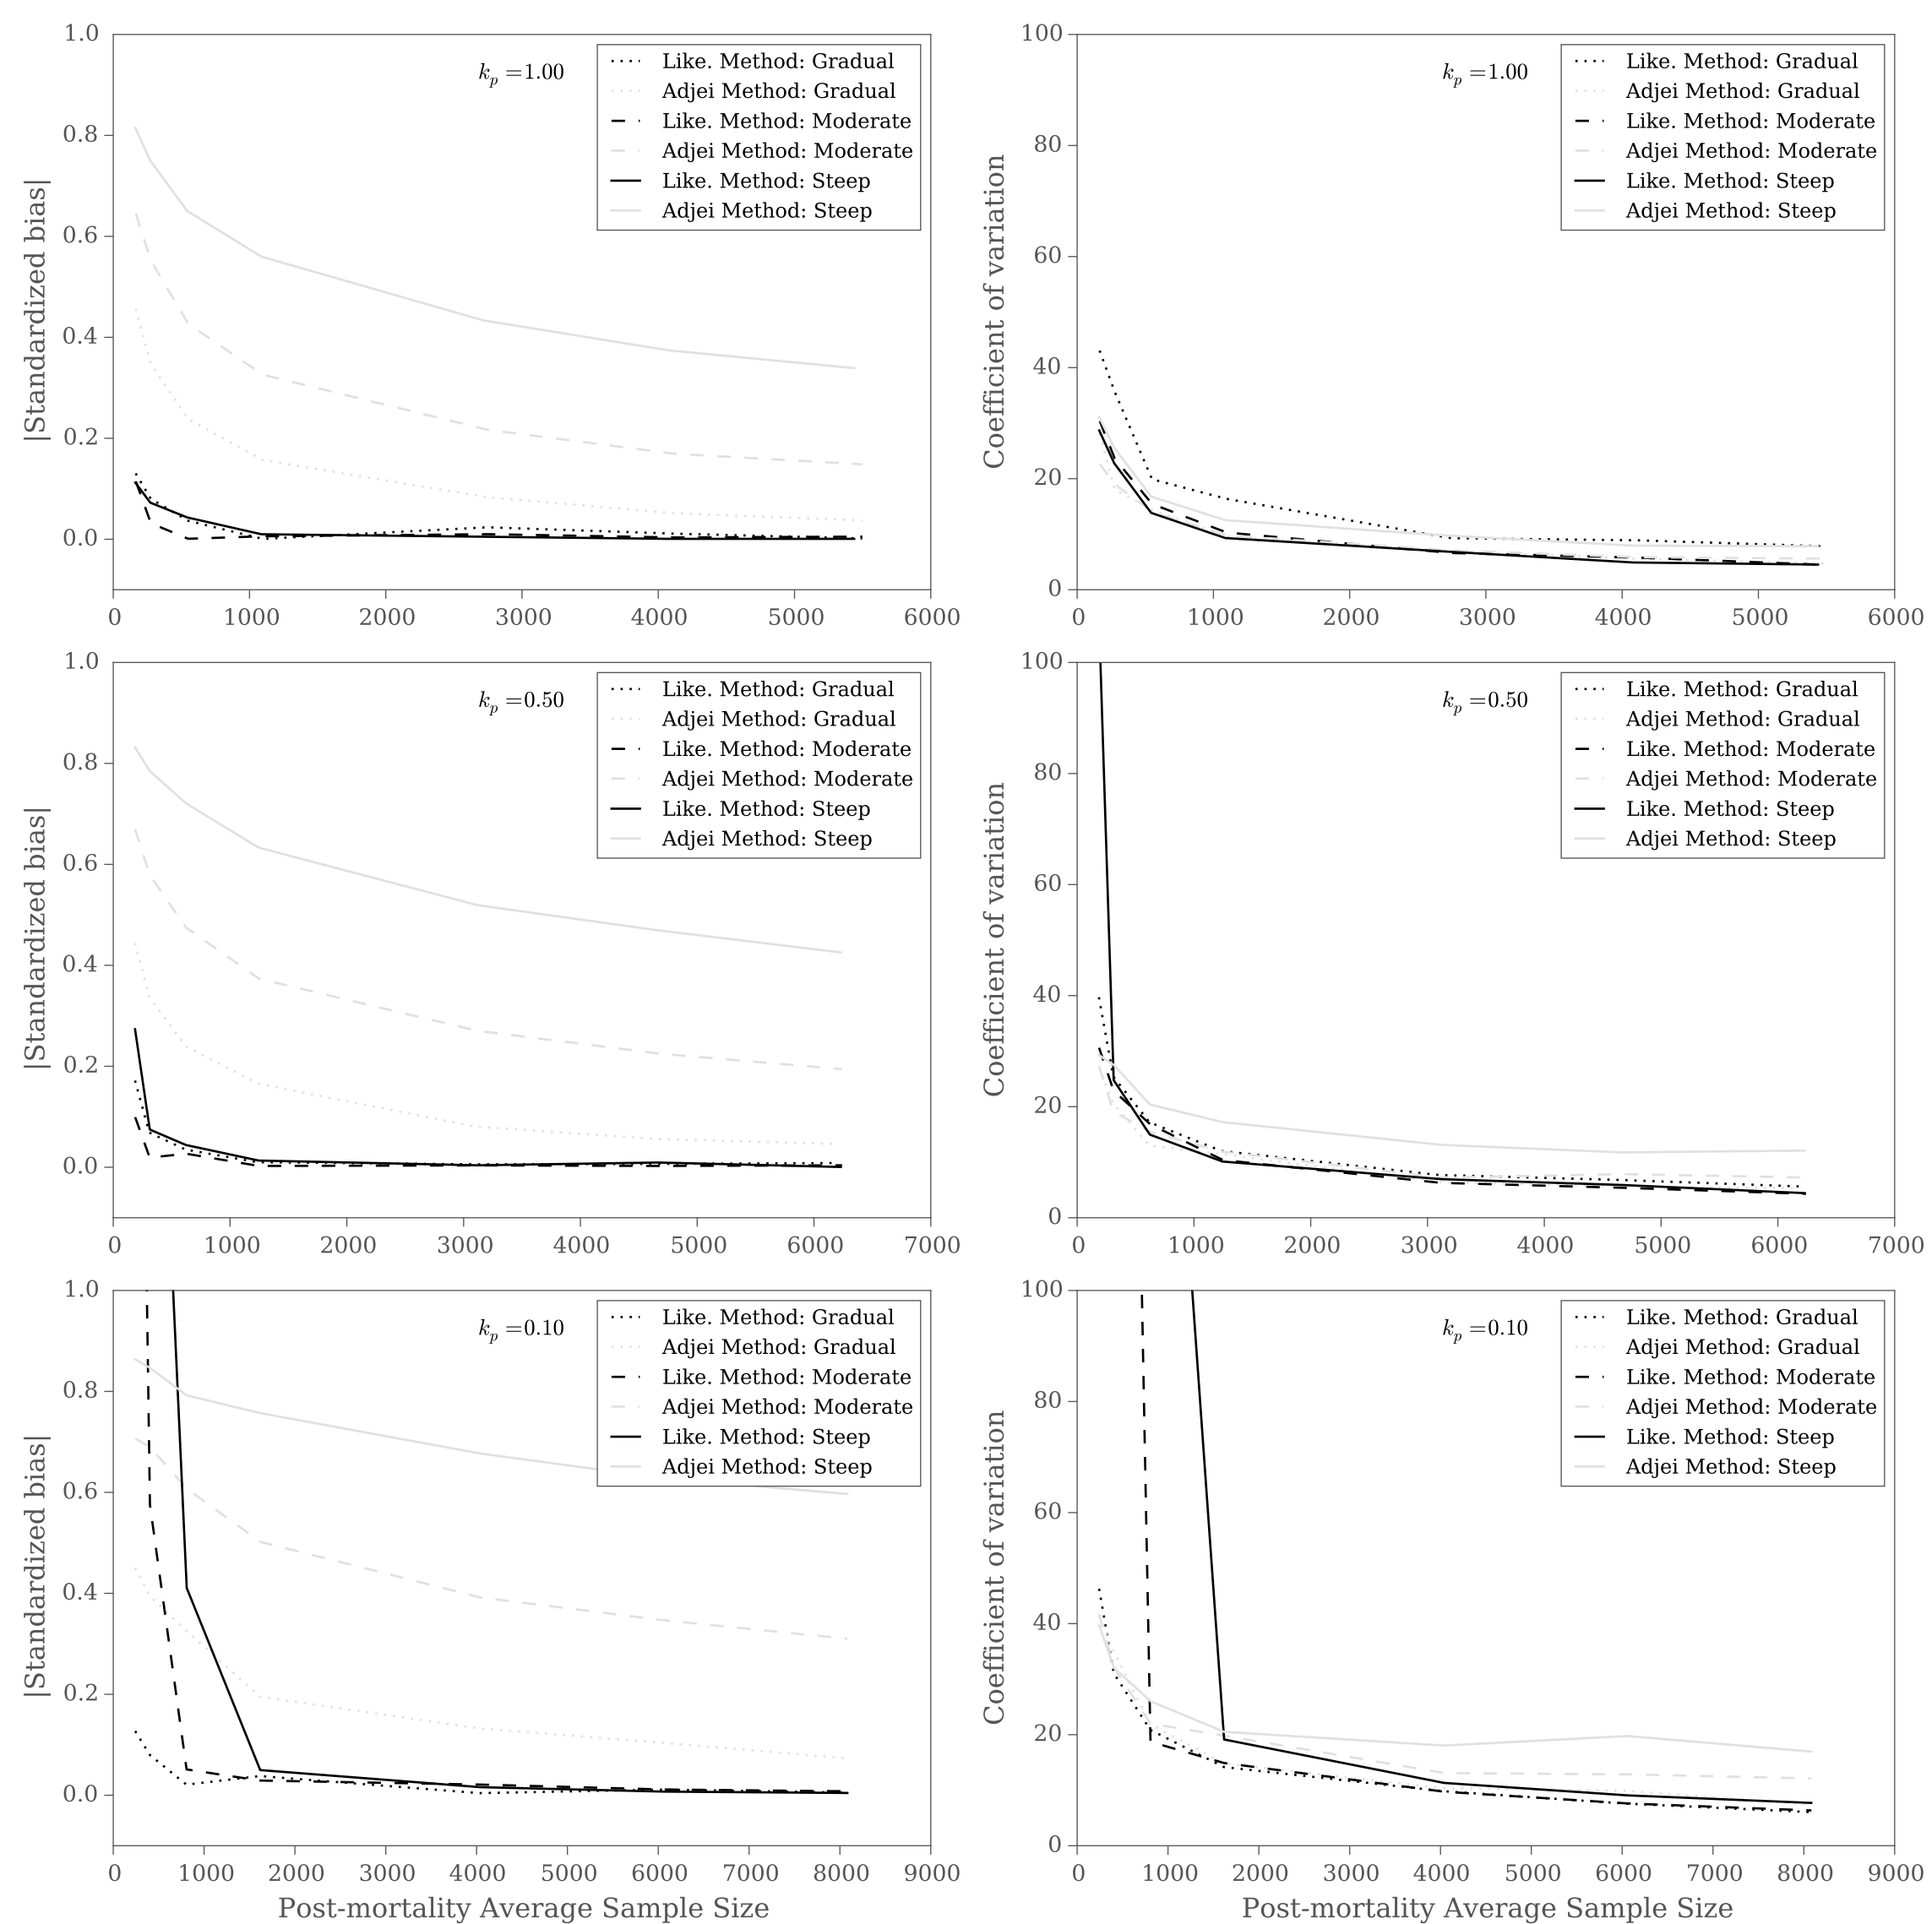 |Standardized bias|
1.0
0.8
0.6
0.4
0.2
0.0
k_p =1.00
Like. Method: Gradual
Adjei Method: Gradual
Like. Method: Moderate
Adjei Method: Moderate
Like. Method: Steep
Adjei Method: Steep
0 1000 2000 3000 4000 5000 6000
Coefficient of variation
100
80
60
40
20
0
k_p =1.00
Like. Method: Gradual
Adjei Method: Gradual
Like. Method: Moderate
Adjei Method: Moderate
Like. Method: Steep
Adjei Method: Steep
0 1000 2000 3000 4000 5000 6000
|Standardized bias|
1.0
0.8
0.6
0.4
0.2
0.0
k_p =0.50
Like. Method: Gradual
Adjei Method: Gradual
Like. Method: Moderate
Adjei Method: Moderate
Like. Method: Steep
Adjei Method: Steep
0 1000 2000 3000 4000 5000 6000 7000
Coefficient of variation
100
80
60
40
20
0
k_p =0.50
Like. Method: Gradual
Adjei Method: Gradual
Like. Method: Moderate
Adjei Method: Moderate
Like. Method: Steep
Adjei Method: Steep
0 1000 2000 3000 4000 5000 6000 7000
|Standardized bias|
1.0
0.8
0.6
0.4
0.2
0.0
k_p =0.10
Like. Method: Gradual
Adjei Method: Gradual
Like. Method: Moderate
Adjei Method: Moderate
Like. Method: Steep
Adjei Method: Steep
0 1000 2000 3000 4000 5000 6000 7000 8000 9000
Post-mortality Average Sample Size
Coefficient of variation
100
80
60
40
20
0
k_p =0.10
Like. Method: Gradual
Adjei Method: Gradual
Like. Method: Moderate
Adjei Method: Moderate
Like. Method: Steep
Adjei Method: Steep
0 1000 2000 3000 4000 5000 6000 7000 8000 9000
Post-mortality Average Sample Size